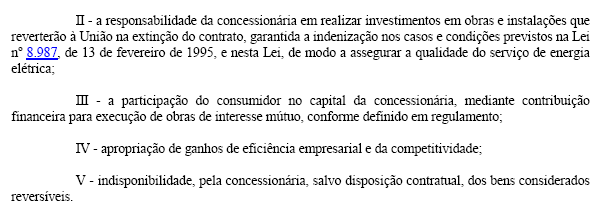 II - a responsabilidade da concessionária em realizar investimentos em obras e instalações que
reverterão à União na extinção do contrato, garantida a indenização nos casos e condições previstos na Lei
nº 8.987, de 13 de fevereiro de 1995, e nesta Lei, de modo a assegurar a qualidade do serviço de energia
elétrica;
III - a participação do consumidor no capital da concessionária, mediante contribuição
financeira para execução de obras de interesse mútuo, conforme definido em regulamento;
IV - apropriação de ganhos de eficiência empresarial e da competitividade;
V - indisponibilidade, pela concessionária, salvo disposição contratual, dos bens considerados
reversíveis.